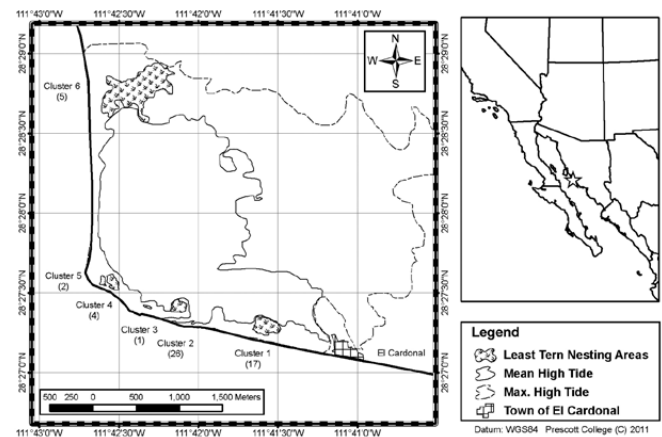 111°43'0"W 111°42'30"W 111°42'0"W 111°41'30"W 111°41'0"W
28°29'0"N 28°29'0"N
28°28'30"N 28°28'30"N
28°28'0"N 28°28'0"N
28°27'30"N 28°27'30"N
28°27'0"N 28°27'0"N
N
W E
S
Cluster 6
(5)
Cluster 5
(2)
Cluster 4
(4)
Cluster 3
(1)
Cluster 2
(26)
Cluster 1
(17)
El Cardonal
500 250 0 500 1,000 1,500 Meters
111°43'0"W 111°42'30"W 111°42'0"W 111°41'30"W 111°41'0"W
Legend
Least Tern Nesting Areas
Mean High Tide
Max. High Tide
Town of El Cardonal
Datum: WGS84 Prescott College (C) 2011